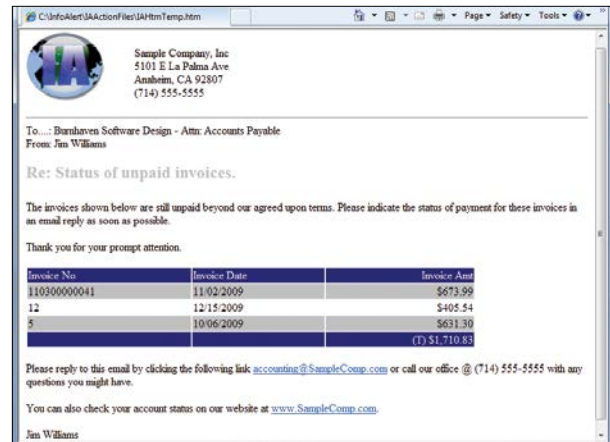 C:\InfoAlert\IAActionFiles\IAHtmTemp.htm
Page Safety Tools
IA
Sample Company, Inc
5101 E La Palma Ave
Anaheim, CA 92807
(714) 555-5555
To....: Burnhaven Software Design - Attn: Accounts Payable
From: Jim Williams
Re: Status of unpaid invoices.
The invoices shown below are still unpaid beyond our agreed upon terms. Please indicate the status of payment for these invoices in
an email reply as soon as possible.
Thank you for your prompt attention.
Invoice No Invoice Date Invoice Amt
110300000041 11/02/2009 $673.99
12 12/15/2009 $405.54
5 10/06/2009 $631.30
(T) $1,710.83
Please reply to this email by clicking the following link accounting@SampleComp.com or call our office @ (714) 555-5555 with any
questions you might have.
You can also check your account status on our website at www.SampleComp.com.
Jim Williams